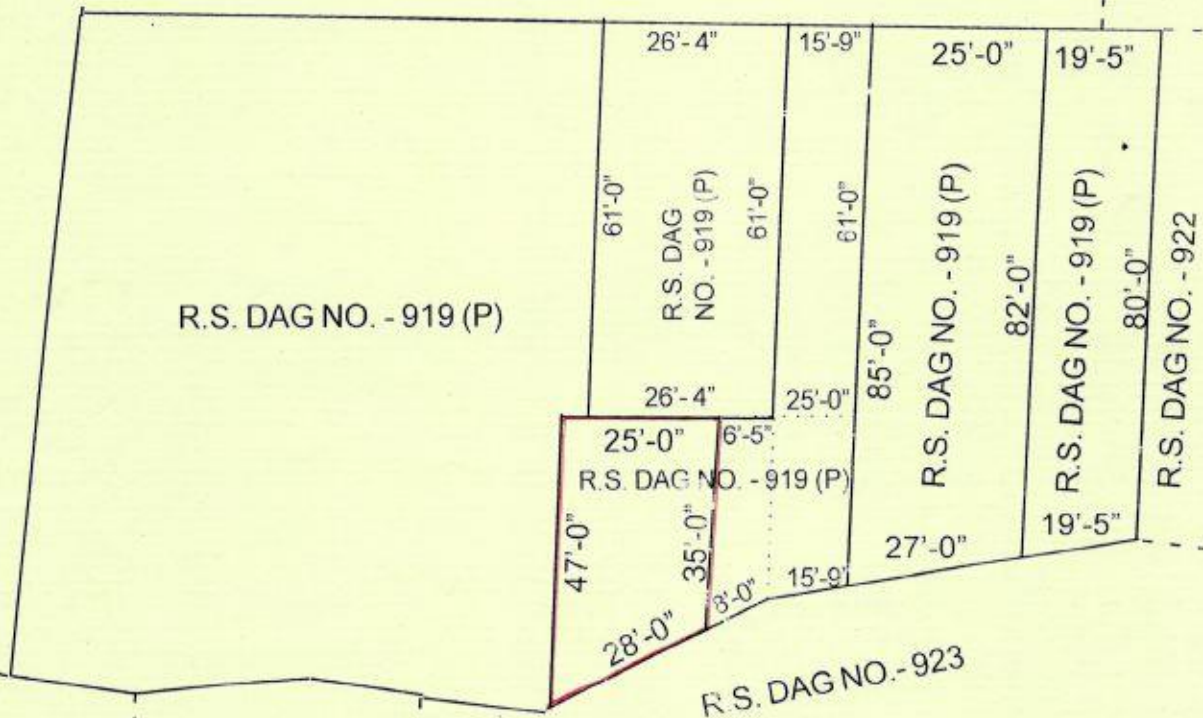 26'-4"
15'-9"
25'-0"
19'-5"
61'-0"
R.S. DAG
NO. - 919 (P)
61'-0"
61'-0"
R.S. DAG NO. - 919 (P)
R.S. DAG NO. - 919 (P)
82'-0"
R.S. DAG NO. - 919 (P)
80'-0"
R.S. DAG NO. - 922
85'-0"
26'-4"
25'-0"
25'-0"
6'-5"
R.S. DAG NO. - 919 (P)
47'-0"
35'-0"
28'-0"
8'-0"
15'-9'
27'-0"
19'-5"
R.S. DAG NO.- 923